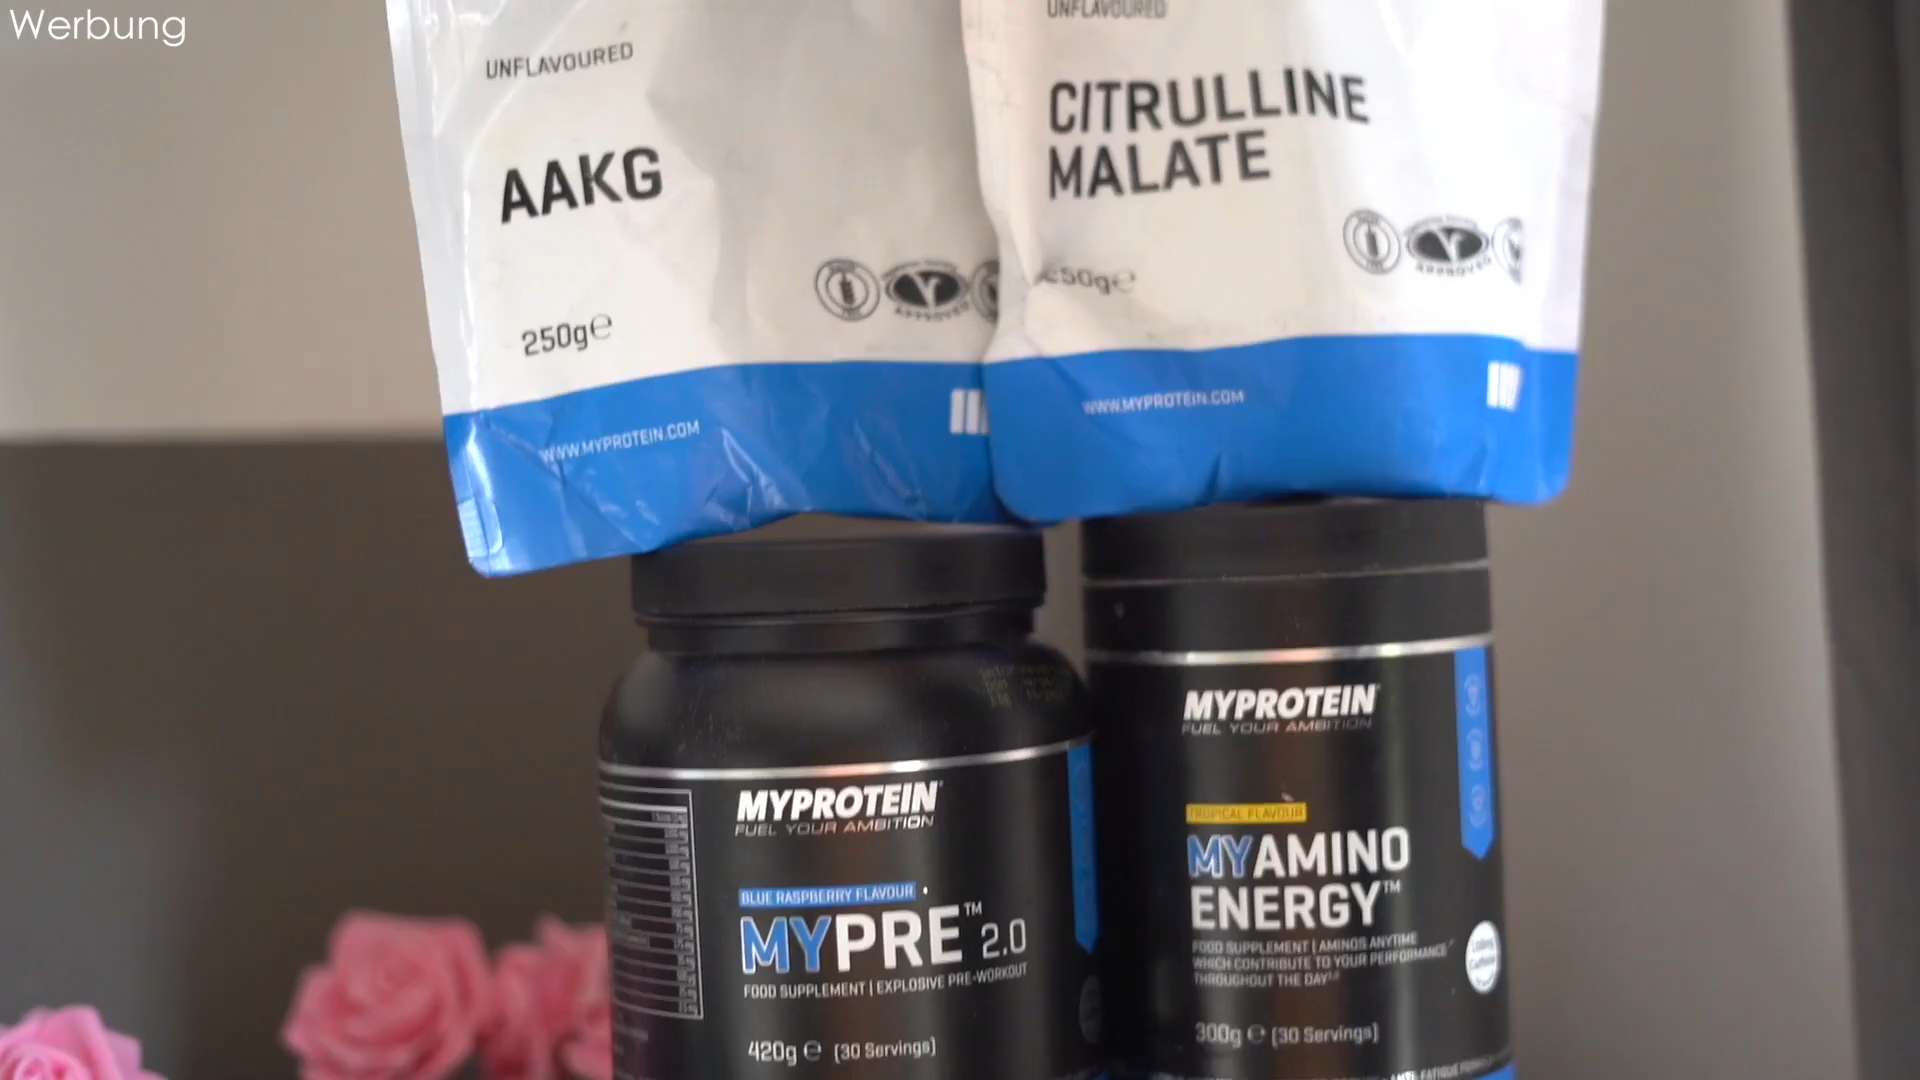 Werbung
UNFLAVOURED
AAKG
250g℮
WWW.MYPROTEIN.COM
UNFLAVOURED
CITRULLINE
MALATE
250g℮
WWW.MYPROTEIN.COM
APPROVED
MYPROTEIN
FUEL YOUR AMBITION
BLUE RASPBERRY FLAVOUR
MYPRE™ 2.0
FOOD SUPPLEMENT | EXPLOSIVE PRE-WORKOUT
420g ℮ (30 Servings)
MYPROTEIN
FUEL YOUR AMBITION
TROPICAL FLAVOUR
MYAMINO
ENERGY™
FOOD SUPPLEMENT | AMINOS ANYTIME
WHICH CONTRIBUTE TO YOUR PERFORMANCE
THROUGHOUT THE DAY
300g ℮ (30 Servings)